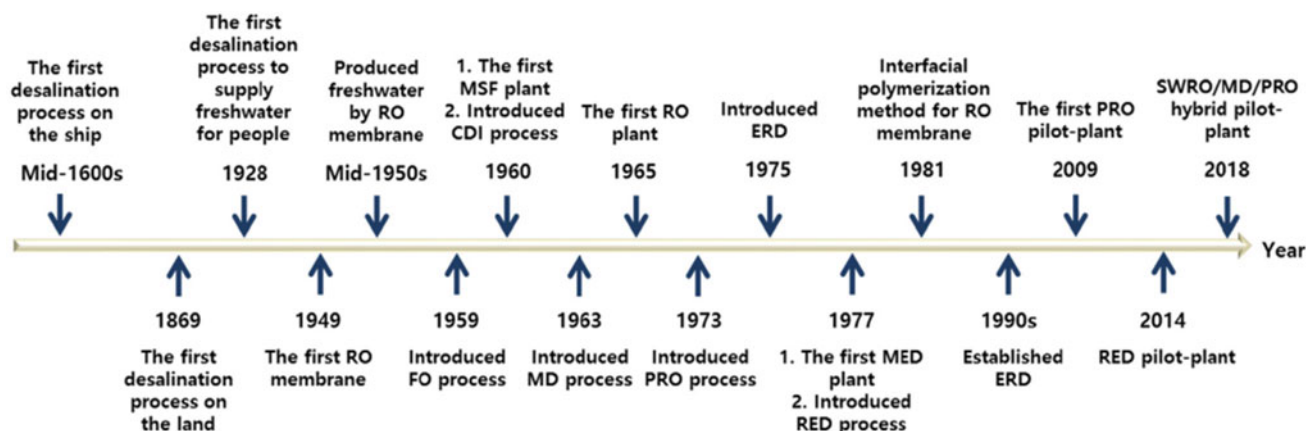 The first
desalination
process on
the ship
Mid-1600s
The first
desalination
process to
supply
freshwater
for people
1928
Produced
freshwater
by RO
membrane
Mid-1950s
1. The first
MSF plant
2. Introduced
CDI process
1960
The first RO
plant
1965
Introduced
ERD
1975
Interfacial
polymerization
method for RO
membrane
1981
The first PRO
pilot-plant
2009
SWRO/MD/PRO
hybrid pilot-
plant
2018
Year
1869
The first
desalination
process on
the land
1949
The first RO
membrane
1959
Introduced
FO process
1963
Introduced
MD process
1973
Introduced
PRO process
1977
1. The first MED
plant
2. Introduced
RED process
1990s
Established
ERD
2014
RED pilot-plant